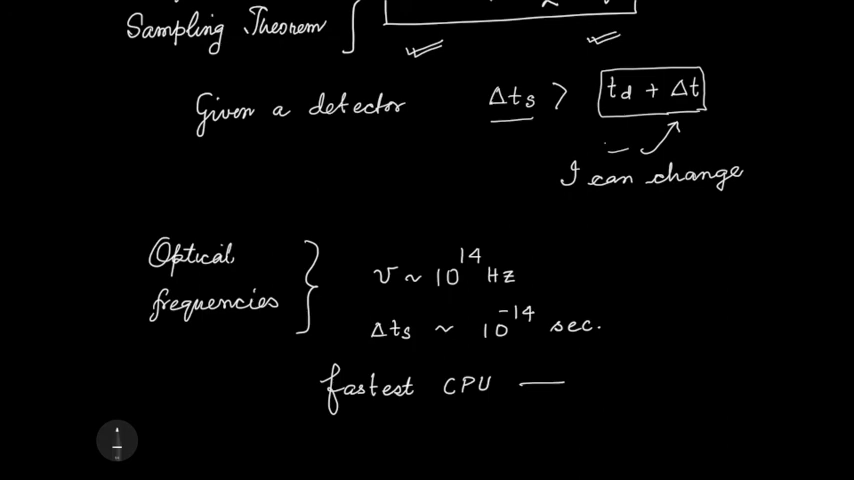 Sampling Theorem
Given a detector Δts > td + Δt
I can change
Optical frequencies } ν ~ 10^14 Hz
Δts ~ 10^-14 sec.
fastest CPU —